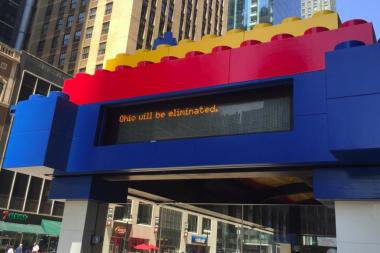 Ohio will be eliminated.